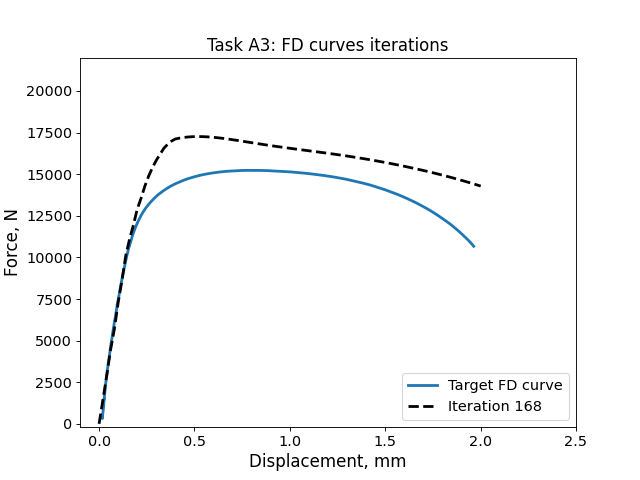 Task A3: FD curves iterations
Force, N
20000
17500
15000
12500
10000
7500
5000
2500
0
0.0 0.5 1.0 1.5 2.0 2.5
Displacement, mm
Target FD curve
Iteration 168